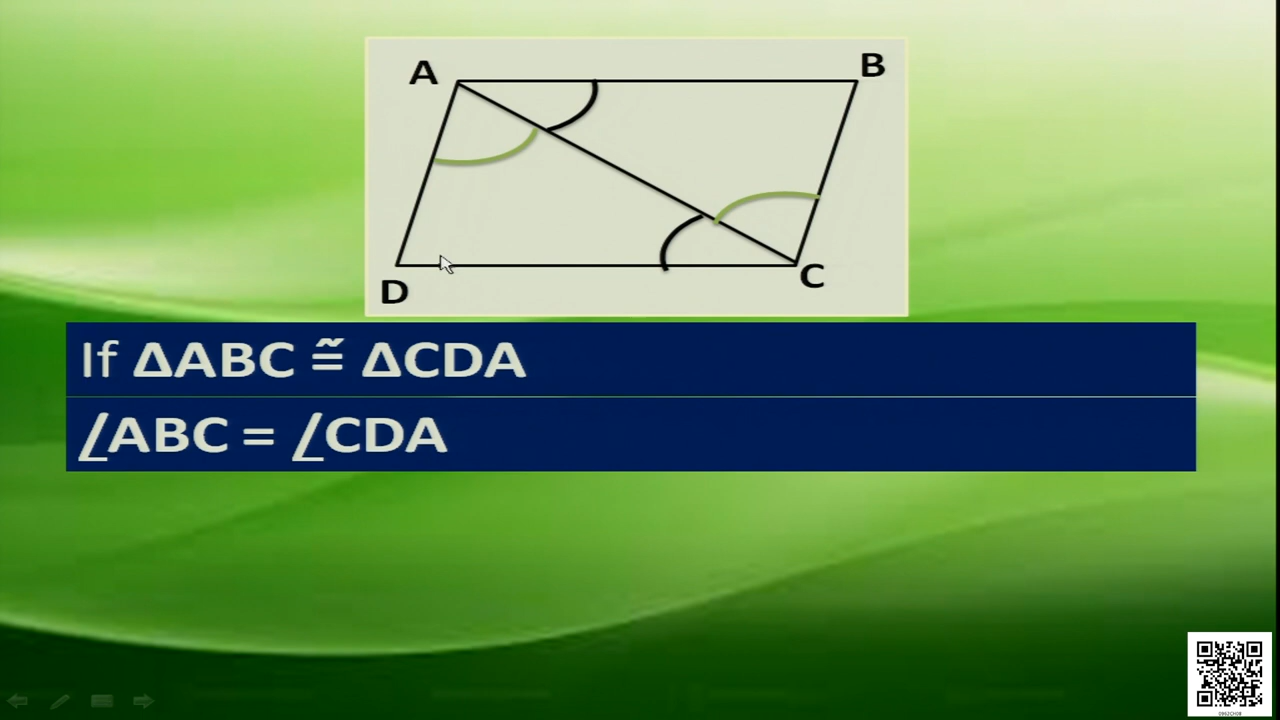 A
B
D
C
If ΔABC ≅ ΔCDA
∠ABC = ∠CDA